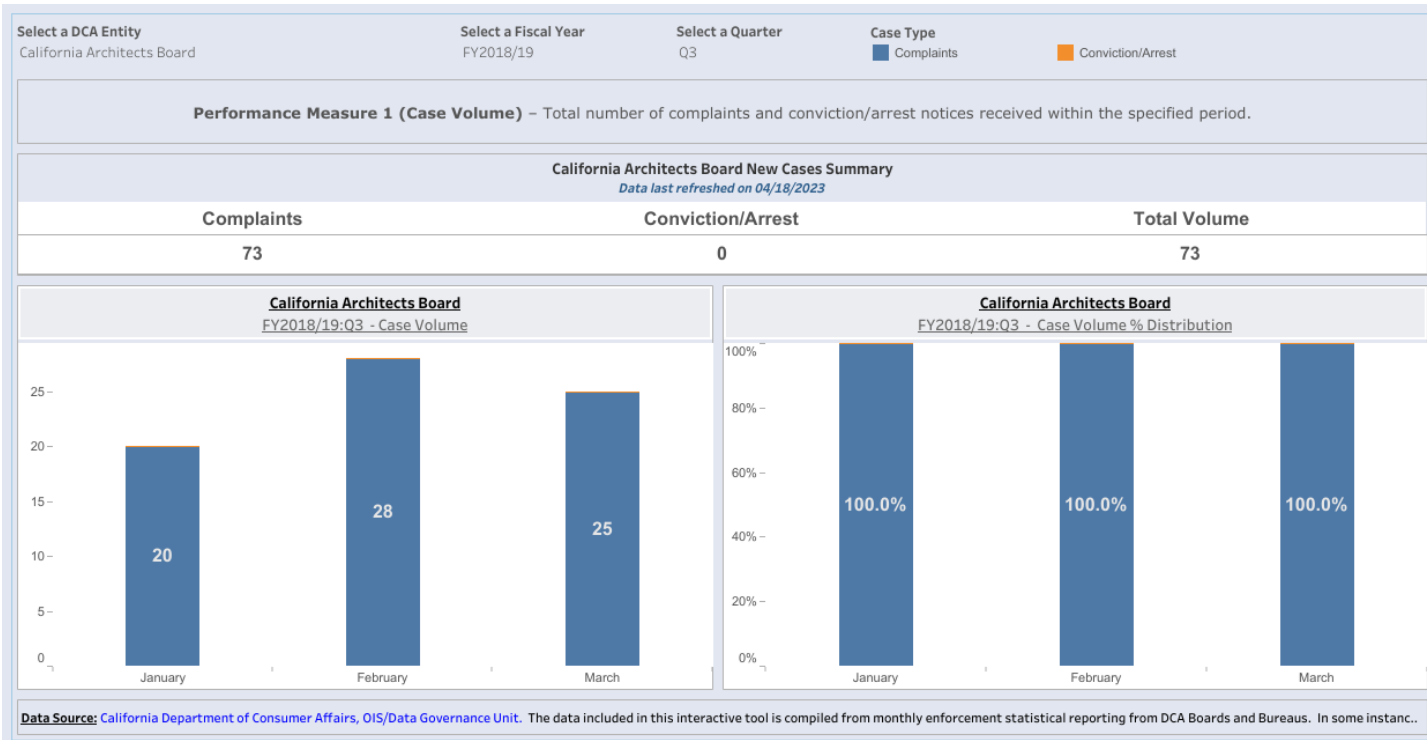 Select a DCA Entity
Select a Fiscal Year
Select a Quarter
Case Type
California Architects Board
FY2018/19
Q3
Complaints
Conviction/Arrest
Performance Measure 1 (Case Volume) – Total number of complaints and conviction/arrest notices received within the specified period.
California Architects Board New Cases Summary
Data last refreshed on 04/18/2023
Complaints
Conviction/Arrest
Total Volume
73
0
73
California Architects Board
FY2018/19:Q3 - Case Volume
25
20
15
10
5
0
20
28
25
January
February
March
California Architects Board
FY2018/19:Q3 - Case Volume % Distribution
100%
80%
60%
40%
20%
0%
100.0%
100.0%
100.0%
January
February
March
Data Source: California Department of Consumer Affairs, OIS/Data Governance Unit. The data included in this interactive tool is compiled from monthly enforcement statistical reporting from DCA Boards and Bureaus. In some instanc..